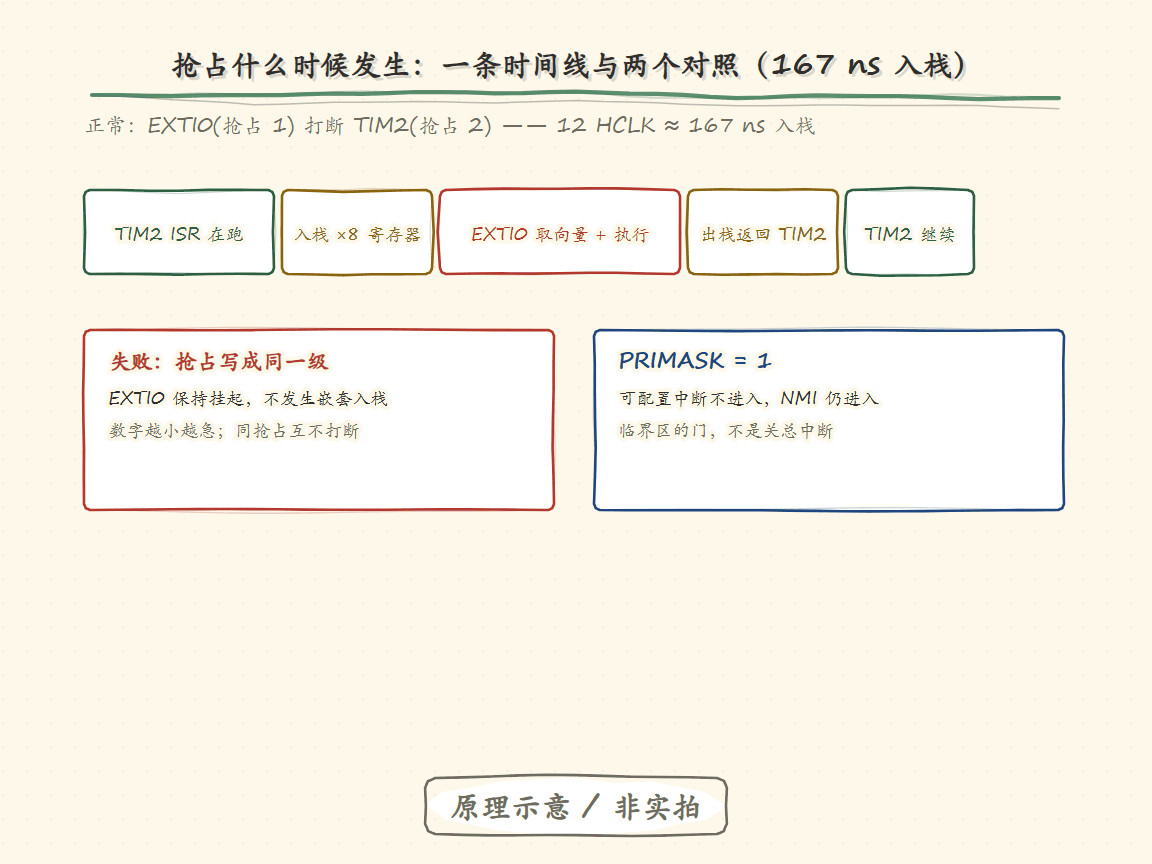 抢占什么时候发生：一条时间线与两个对照（167 ns 入栈）
正常：EXTI0(抢占 1) 打断 TIM2(抢占 2) —— 12 HCLK ≈ 167 ns 入栈
TIM2 ISR 在跑
入栈 ×8 寄存器
EXTI0 取向量 + 执行
出栈返回 TIM2
TIM2 继续
失败：抢占写成同一级
EXTI0 保持挂起，不发生嵌套入栈
数字越小越急；同抢占互不打断
PRIMASK = 1
可配置中断不进入，NMI 仍进入
临界区的门，不是关总中断
原理示意 / 非实拍